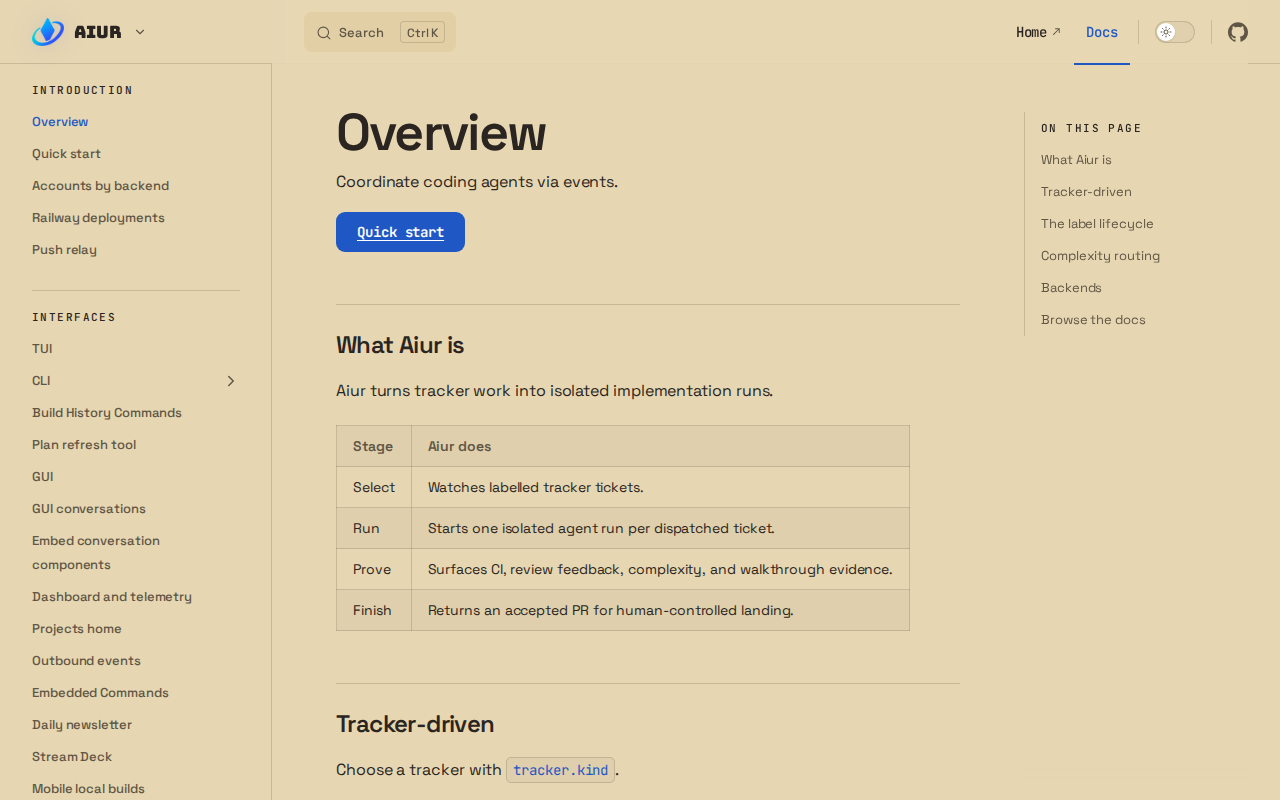 AIUR
Search
Ctrl K
Home
Docs
INTRODUCTION
Overview
Quick start
Accounts by backend
Railway deployments
Push relay
INTERFACES
TUI
CLI
Build History Commands
Plan refresh tool
GUI
GUI conversations
Embed conversation
components
Dashboard and telemetry
Projects home
Outbound events
Embedded Commands
Daily newsletter
Stream Deck
Mobile local builds
Overview
Coordinate coding agents via events.
Quick start
What Aiur is
Aiur turns tracker work into isolated implementation runs.
Stage Aiur does
Select Watches labelled tracker tickets.
Run Starts one isolated agent run per dispatched ticket.
Prove Surfaces CI, review feedback, complexity, and walkthrough evidence.
Finish Returns an accepted PR for human-controlled landing.
Tracker-driven
Choose a tracker with tracker.kind.
ON THIS PAGE
What Aiur is
Tracker-driven
The label lifecycle
Complexity routing
Backends
Browse the docs